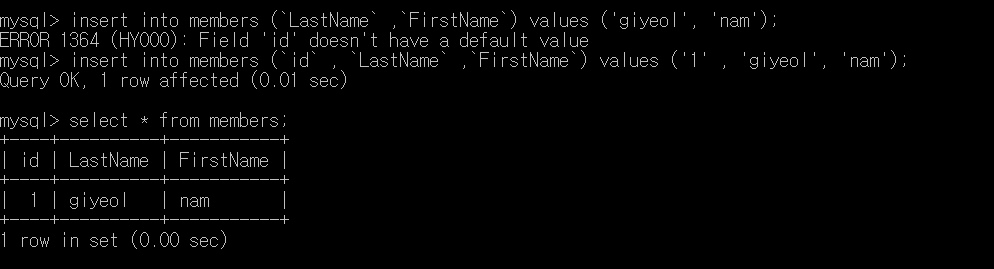 mysql> insert into members (`LastName` ,`FirstName`) values ('giyeol', 'nam');
ERROR 1364 (HY000): Field 'id' doesn't have a default value
mysql> insert into members (`id` , `LastName` ,`FirstName`) values ('1' , 'giyeol', 'nam');
Query OK, 1 row affected (0.01 sec)
mysql> select * from members;
+----+----------+-----------+
| id | LastName | FirstName |
+----+----------+-----------+
|  1 | giyeol   | nam       |
+----+----------+-----------+
1 row in set (0.00 sec)